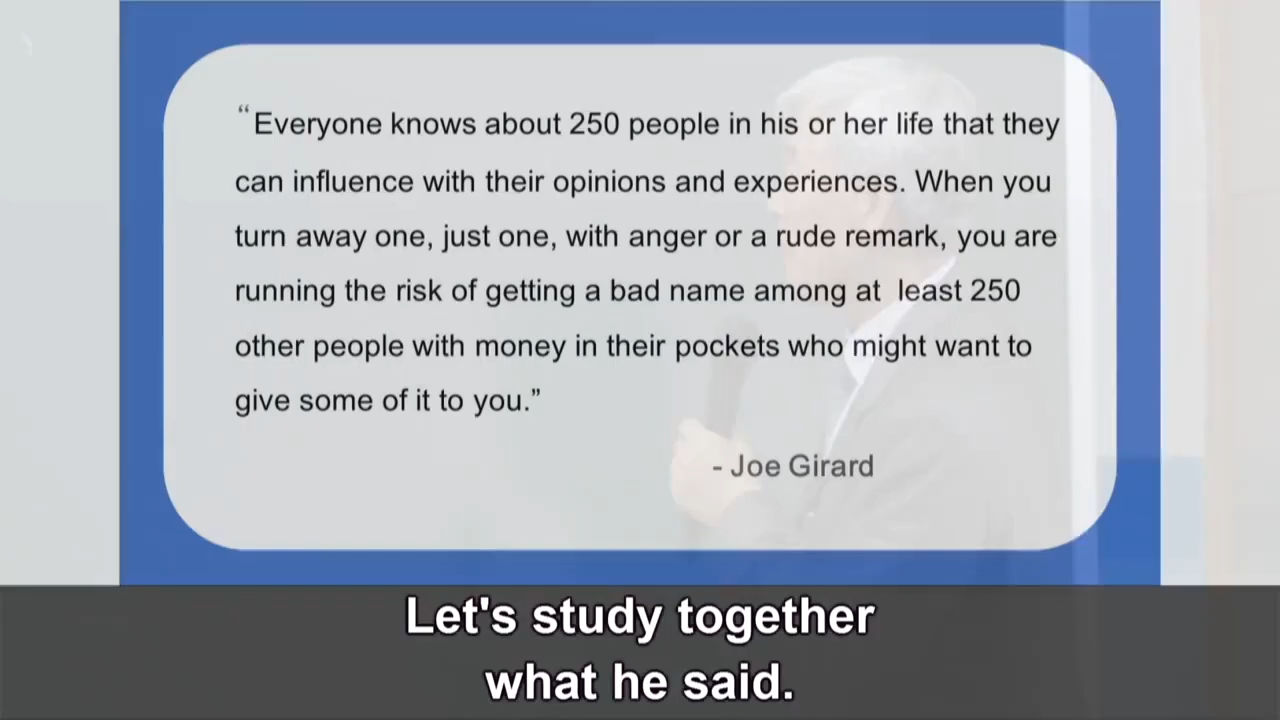 “Everyone knows about 250 people in his or her life that they
can influence with their opinions and experiences. When you
turn away one, just one, with anger or a rude remark, you are
running the risk of getting a bad name among at least 250
other people with money in their pockets who might want to
give some of it to you.”
- Joe Girard
Let's study together
what he said.